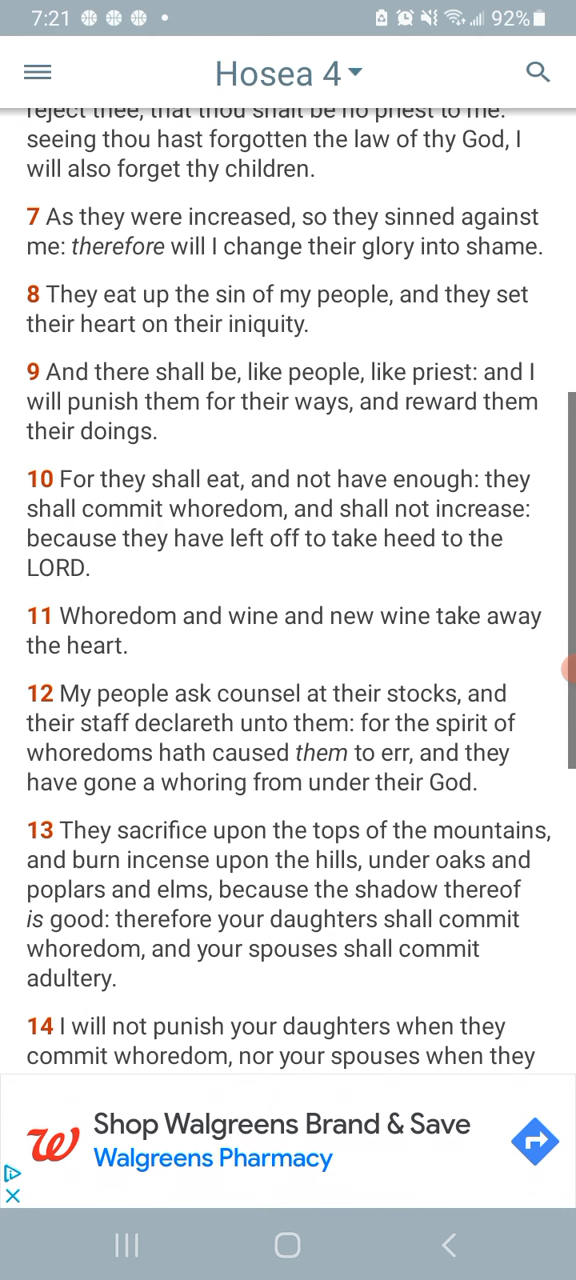 7:21
92%
Hosea 4
reject thee, that thou shalt be no priest to me:
seeing thou hast forgotten the law of thy God, I
will also forget thy children.
7 As they were increased, so they sinned against
me: therefore will I change their glory into shame.
8 They eat up the sin of my people, and they set
their heart on their iniquity.
9 And there shall be, like people, like priest: and I
will punish them for their ways, and reward them
their doings.
10 For they shall eat, and not have enough: they
shall commit whoredom, and shall not increase:
because they have left off to take heed to the
LORD.
11 Whoredom and wine and new wine take away
the heart.
12 My people ask counsel at their stocks, and
their staff declareth unto them: for the spirit of
whoredoms hath caused them to err, and they
have gone a whoring from under their God.
13 They sacrifice upon the tops of the mountains,
and burn incense upon the hills, under oaks and
poplars and elms, because the shadow thereof
is good: therefore your daughters shall commit
whoredom, and your spouses shall commit
adultery.
14 I will not punish your daughters when they
commit whoredom, nor your spouses when they
W
Shop Walgreens Brand & Save
Walgreens Pharmacy